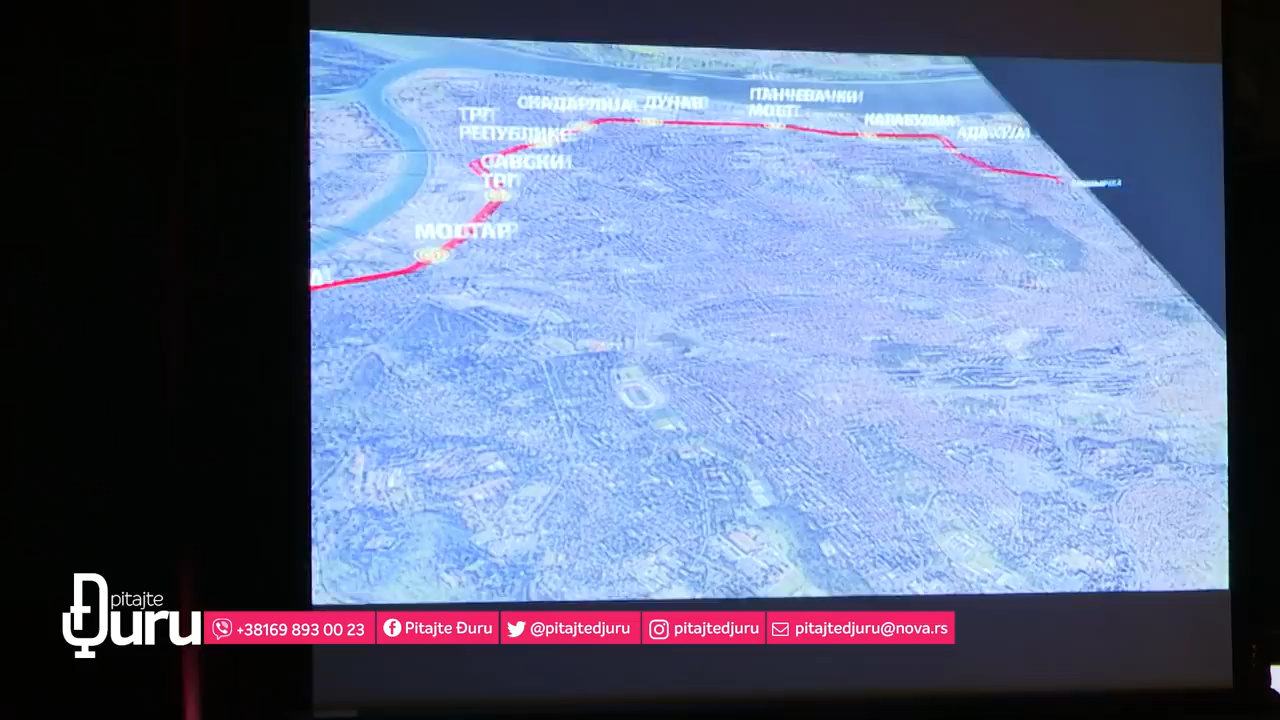 СКАДАРЛИЈА
ДУНАВ
ПАНЧЕВАЧКИ
МОСТ
ТРГ
РЕПУБЛИКЕ
КАРАБУРМА
АДА ХУЈА
САВСКИ
ТРГ
МОСТАР
pitajte
Đuru
+38169 893 00 23
Pitajte Đuru
@pitajtedjuru
pitajtedjuru
pitajtedjuru@nova.rs